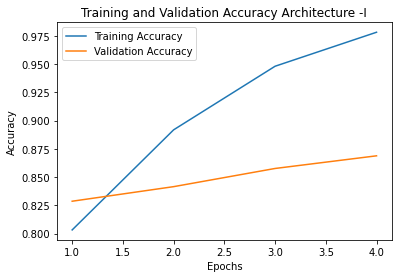 Training and Validation Accuracy Architecture -I
Training Accuracy
Validation Accuracy
0.975
0.950
0.925
0.900
0.875
0.850
0.825
0.800
Accuracy
1.0 1.5 2.0 2.5 3.0 3.5 4.0
Epochs